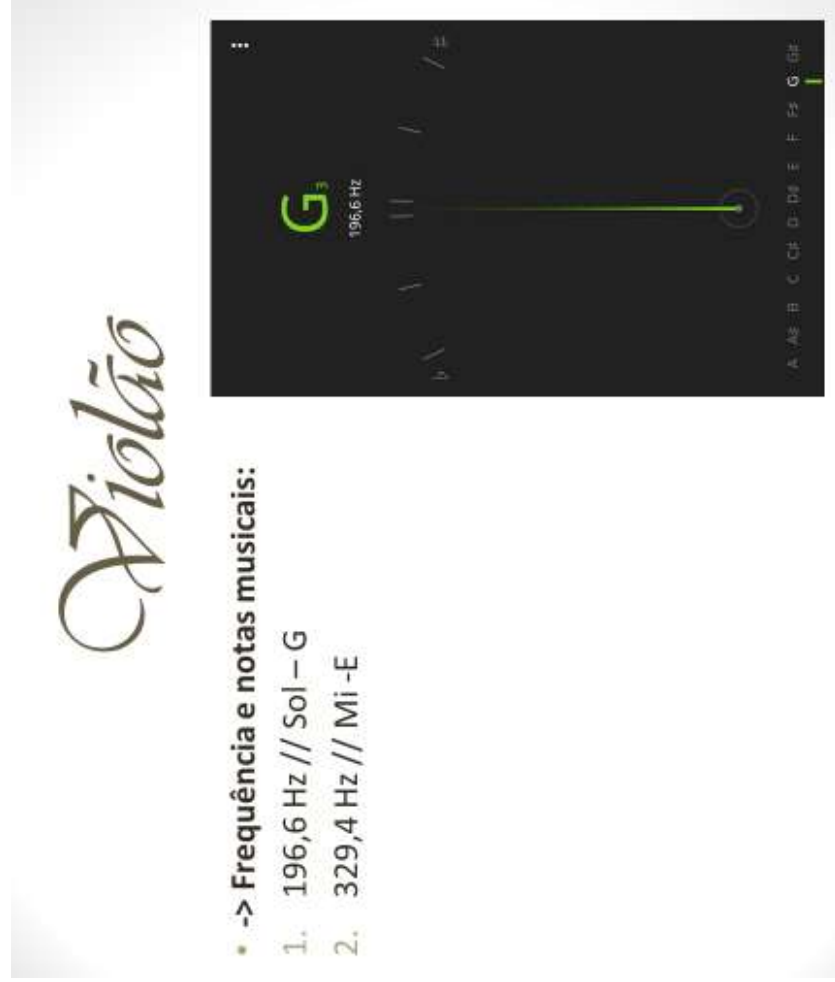 Violão
• -> Frequência e notas musicais:
1. 196,6 Hz // Sol – G
2. 329,4 Hz // Mi -E
G3
196,6 Hz
♭ ♯
A A# B C C# D D# E F F# G G#